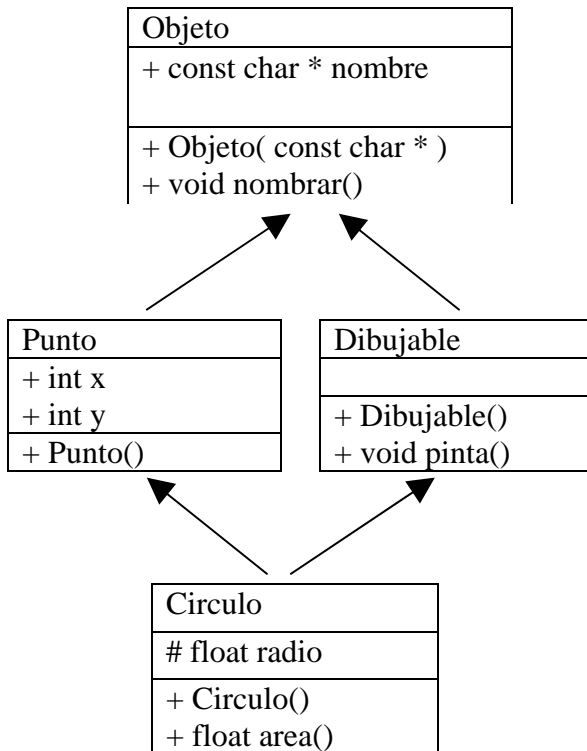 Objeto
+ const char * nombre
+ Objeto( const char * )
+ void nombrar()
Punto
+ int x
+ int y
+ Punto()
Dibujable
+ Dibujable()
+ void pinta()
Circulo
# float radio
+ Circulo()
+ float area()